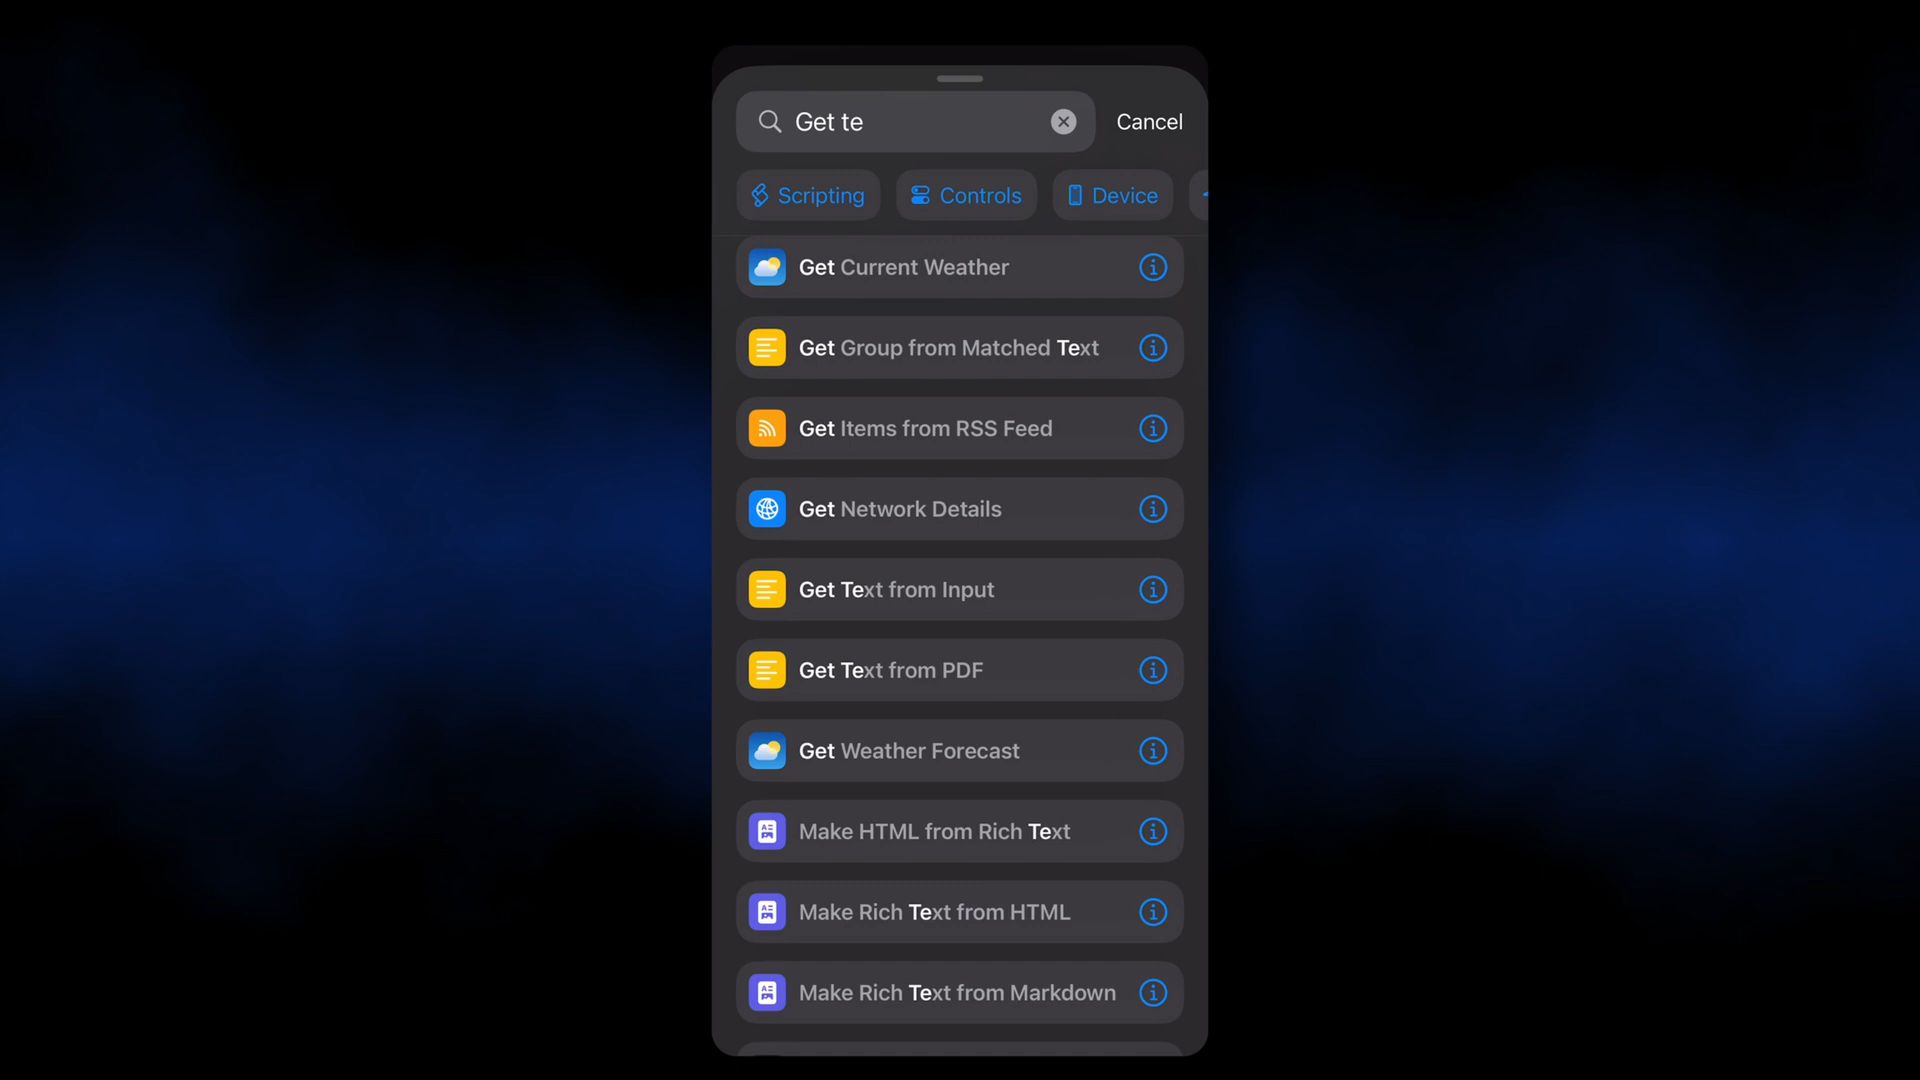 Get te
Cancel
Scripting
Controls
Device
Get Current Weather
Get Group from Matched Text
Get Items from RSS Feed
Get Network Details
Get Text from Input
Get Text from PDF
Get Weather Forecast
Make HTML from Rich Text
Make Rich Text from HTML
Make Rich Text from Markdown